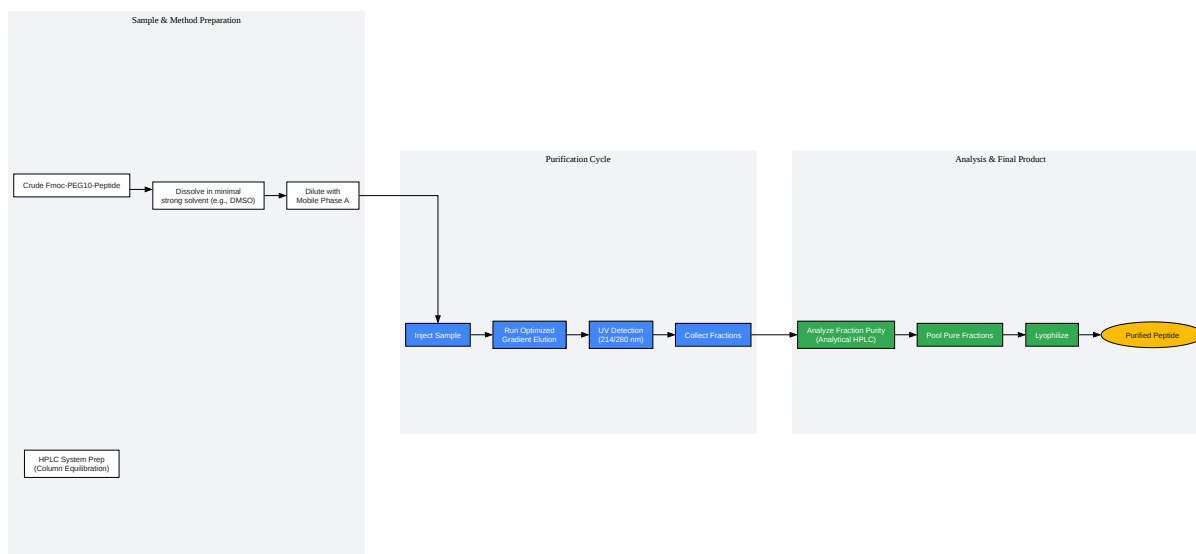 Sample & Method Preparation
Crude Fmoc-PEG10-Peptide
Dissolve in minimal
strong solvent (e.g., DMSO)
Dilute with
Mobile Phase A
HPLC System Prep
(Column Equilibration)
Purification Cycle
Inject Sample
Run Optimized
Gradient Elution
UV Detection
(214/280 nm)
Collect Fractions
Analysis & Final Product
Analyze Fraction Purity
(Analytical HPLC)
Pool Pure Fractions
Lyophilize
Purified Peptide